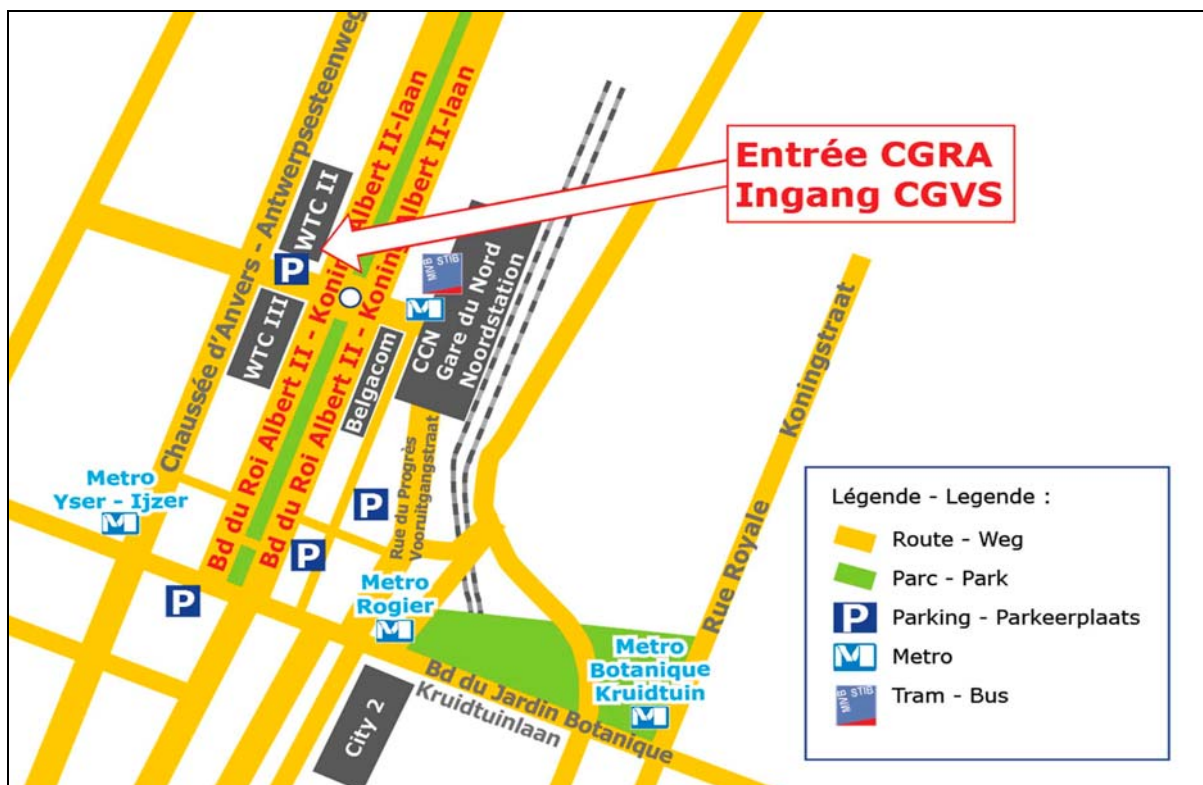 Chaussée d'Anvers - Antwerpsesteenweg
Bd du Roi Albert II - Koning Albert II-laan
Bd du Roi Albert II - Koning Albert II-laan
Entrée CGRA
Ingang CGVS
WTC II
P
WTC III
MIVB STIB
M
CCN
Gare du Nord
Noordstation
Belgacom
Koningstraat
Rue Royale
Metro
Yser - Ijzer
M
P
P
P
Rue du Progrès
Vooruitgangstraat
Metro
Rogier
M
Metro
Botanique
Kruidtuin
M
Bd du Jardin Botanique
Kruidtuinlaan
City 2
Légende - Legende :
Route - Weg
Parc - Park
P Parking - Parkeerplaats
M Metro
MIVB STIB Tram - Bus